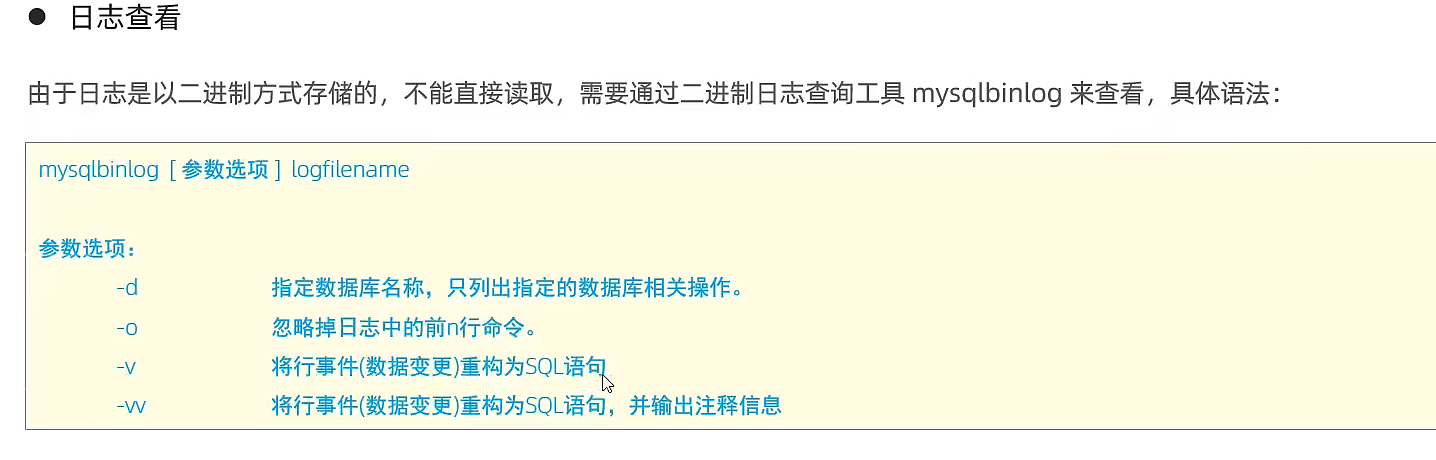 ● 日志查看
由于日志是以二进制方式存储的，不能直接读取，需要通过二进制日志查询工具 mysqlbinlog 来查看，具体语法：
mysqlbinlog [ 参数选项 ] logfilename
参数选项：
-d 指定数据库名称，只列出指定的数据库相关操作。
-o 忽略掉日志中的前n行命令。
-v 将行事件(数据变更)重构为SQL语句
-vv 将行事件(数据变更)重构为SQL语句，并输出注释信息